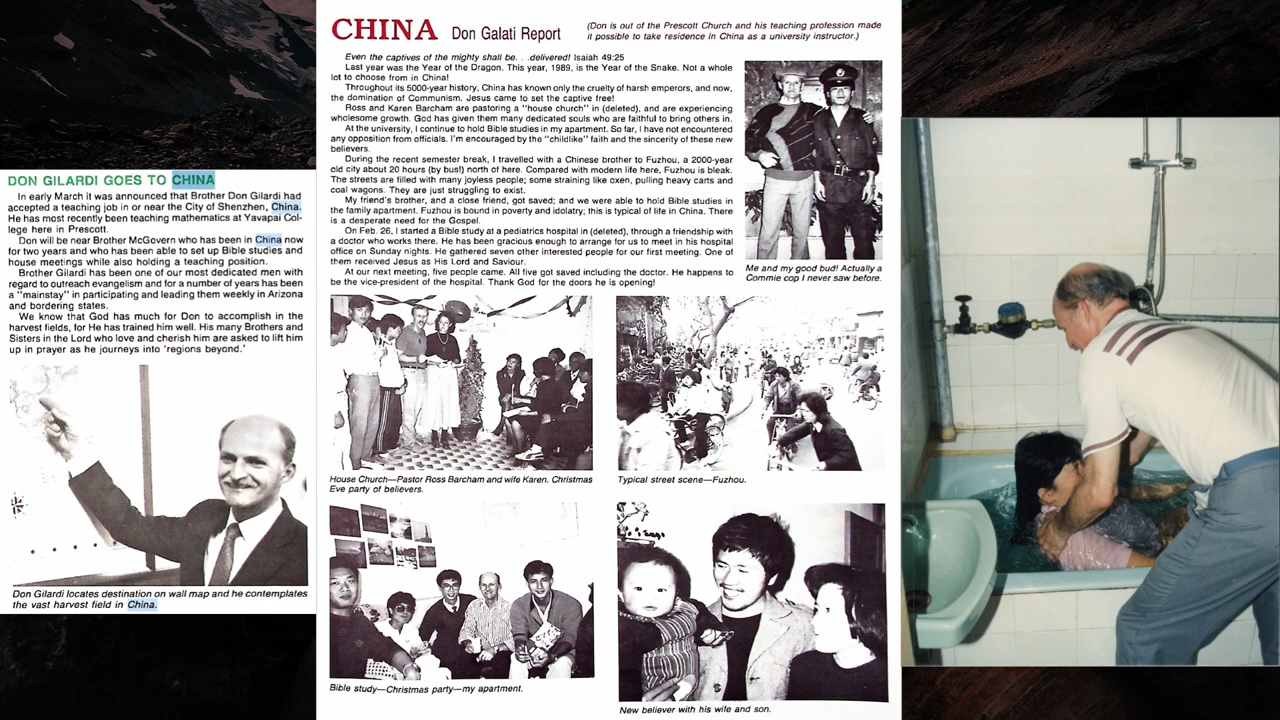 DON GILARDI GOES TO CHINA
In early March it was announced that Brother Don Gilardi had
accepted a teaching job in or near the City of Shenzhen, China.
He has most recently been teaching mathematics at Yavapai Col-
lege here in Prescott.
Don will be near Brother McGovern who has been in China now
for two years and who has been able to set up Bible studies and
house meetings while also holding a teaching position.
Brother Gilardi has been one of our most dedicated men with
regard to outreach evangelism and for a number of years has been
a "mainstay" in participating and leading them weekly in Arizona
and bordering states.
We know that God has much for Don to accomplish in the
harvest fields, for He has trained him well. His many Brothers and
Sisters in the Lord who love and cherish him are asked to lift him
up in prayer as he journeys into 'regions beyond.'
Don Gilardi locates destination on wall map and he contemplates
the vast harvest field in China.
CHINA Don Galati Report
(Don is out of the Prescott Church and his teaching profession made
it possible to take residence in China as a university instructor.)
Even the captives of the mighty shall be. . .delivered! Isaiah 49:25
Last year was the Year of the Dragon. This year, 1989, is the Year of the Snake. Not a whole
lot to choose from in China!
Throughout its 5000-year history, China has known only the cruelty of harsh emperors, and now,
the domination of Communism. Jesus came to set the captive free!
Ross and Karen Barcham are pastoring a "house church" in (deleted), and are experiencing
wholesome growth. God has given them many dedicated souls who are faithful to bring others in.
At the university, I continue to hold Bible studies in my apartment. So far, I have not encountered
any opposition from officials. I'm encouraged by the "childlike" faith and the sincerity of these new
believers.
During the recent semester break, I travelled with a Chinese brother to Fuzhou, a 2000-year
old city about 20 hours (by bus!) north of here. Compared with modern life here, Fuzhou is bleak.
The streets are filled with many joyless people; some straining like oxen, pulling heavy carts and
coal wagons. They are just struggling to exist.
My friend's brother, and a close friend, got saved; and we were able to hold Bible studies in
the family apartment. Fuzhou is bound in poverty and idolatry; this is typical of life in China. There
is a desperate need for the Gospel.
On Feb. 26, I started a Bible study at a pediatrics hospital in (deleted), through a friendship with
a doctor who works there. He has been gracious enough to arrange for us to meet in his hospital
office on Sunday nights. He gathered seven other interested people for our first meeting. One of
them received Jesus as His Lord and Saviour.
At our next meeting, five people came. All five got saved including the doctor. He happens to
be the vice-president of the hospital. Thank God for the doors he is opening!
Me and my good bud! Actually a
Commie cop I never saw before.
House Church—Pastor Ross Barcham and wife Karen. Christmas
Eve party of believers.
Typical street scene—Fuzhou.
Bible study—Christmas party—my apartment.
New believer with his wife and son.